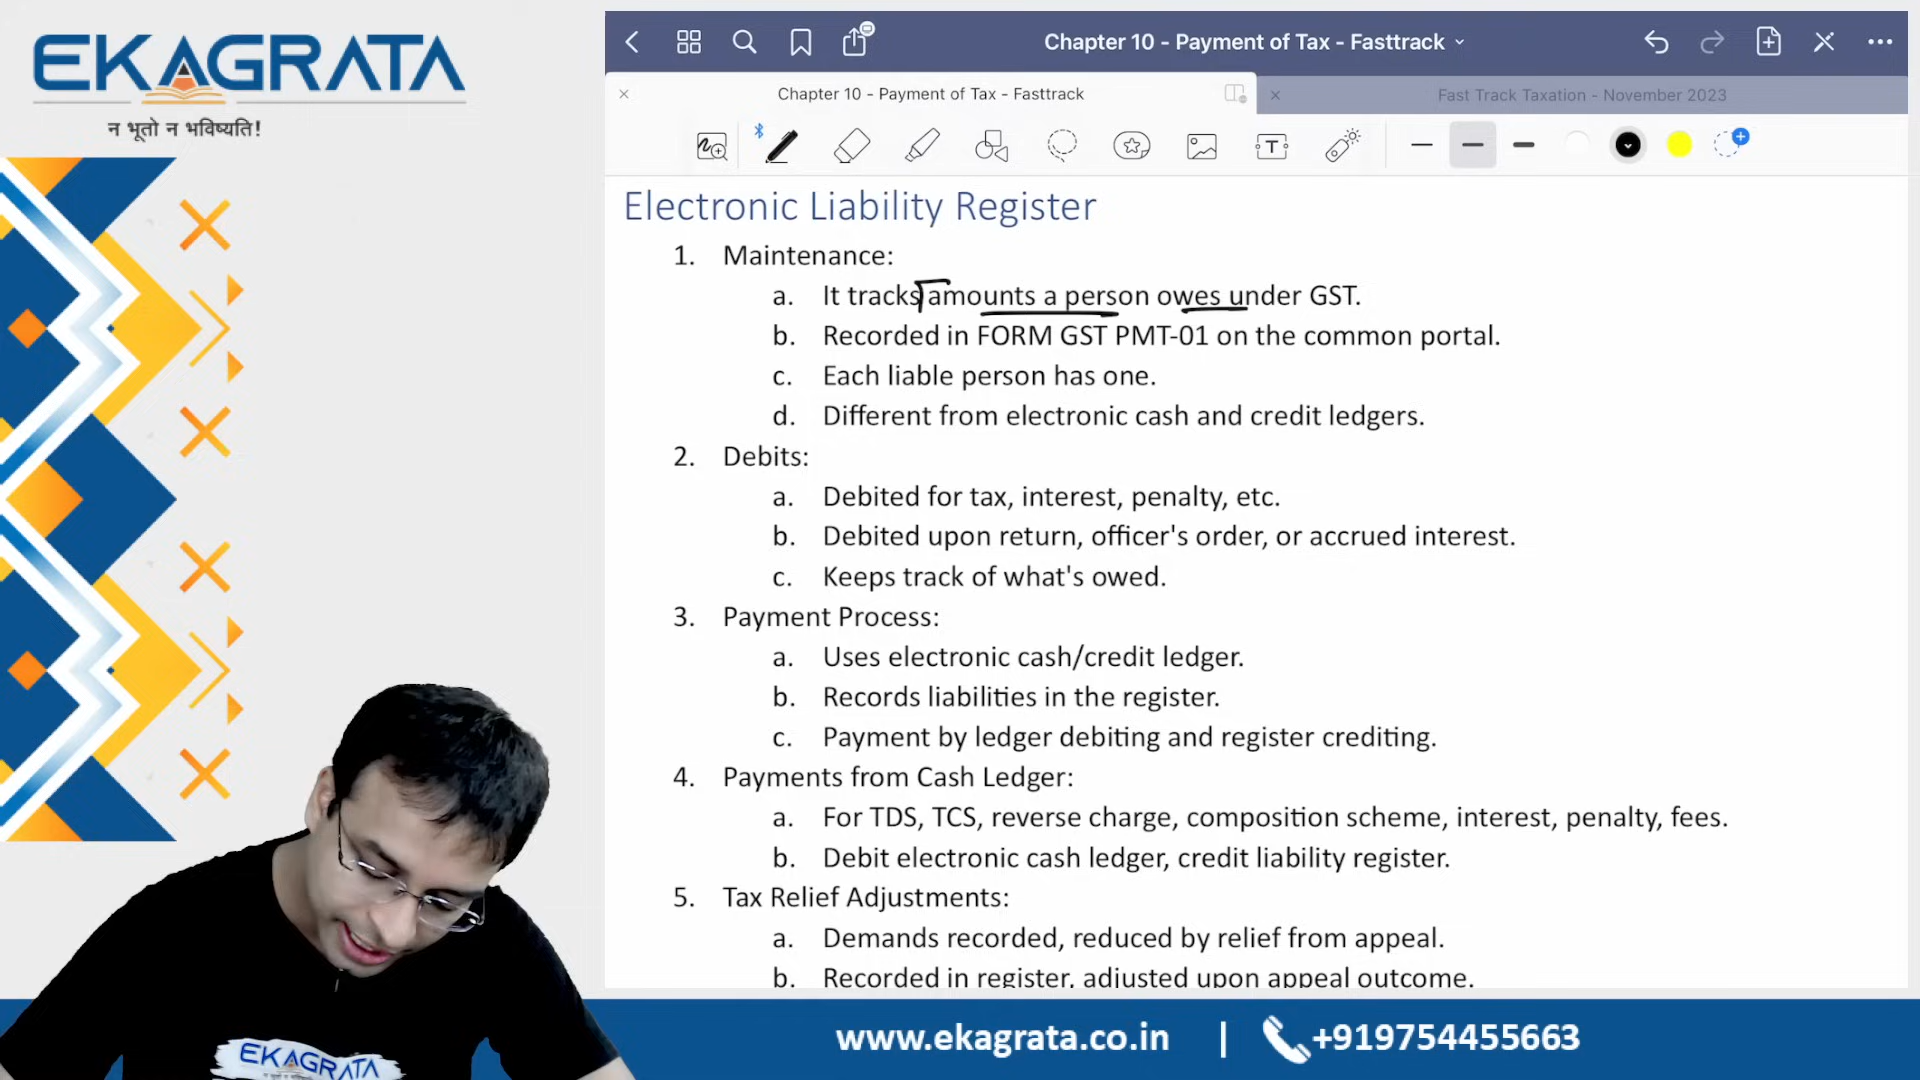 EKAGRATA
न भूतो न भविष्यति!
Chapter 10 - Payment of Tax - Fasttrack
Chapter 10 - Payment of Tax - Fasttrack
Fast Track Taxation - November 2023
T
Electronic Liability Register
1. Maintenance:
a. It tracks amounts a person owes under GST.
b. Recorded in FORM GST PMT-01 on the common portal.
c. Each liable person has one.
d. Different from electronic cash and credit ledgers.
2. Debits:
a. Debited for tax, interest, penalty, etc.
b. Debited upon return, officer's order, or accrued interest.
c. Keeps track of what's owed.
3. Payment Process:
a. Uses electronic cash/credit ledger.
b. Records liabilities in the register.
c. Payment by ledger debiting and register crediting.
4. Payments from Cash Ledger:
a. For TDS, TCS, reverse charge, composition scheme, interest, penalty, fees.
b. Debit electronic cash ledger, credit liability register.
5. Tax Relief Adjustments:
a. Demands recorded, reduced by relief from appeal.
b. Recorded in register, adjusted upon appeal outcome.
EKAGRATA
www.ekagrata.co.in | +919754455663